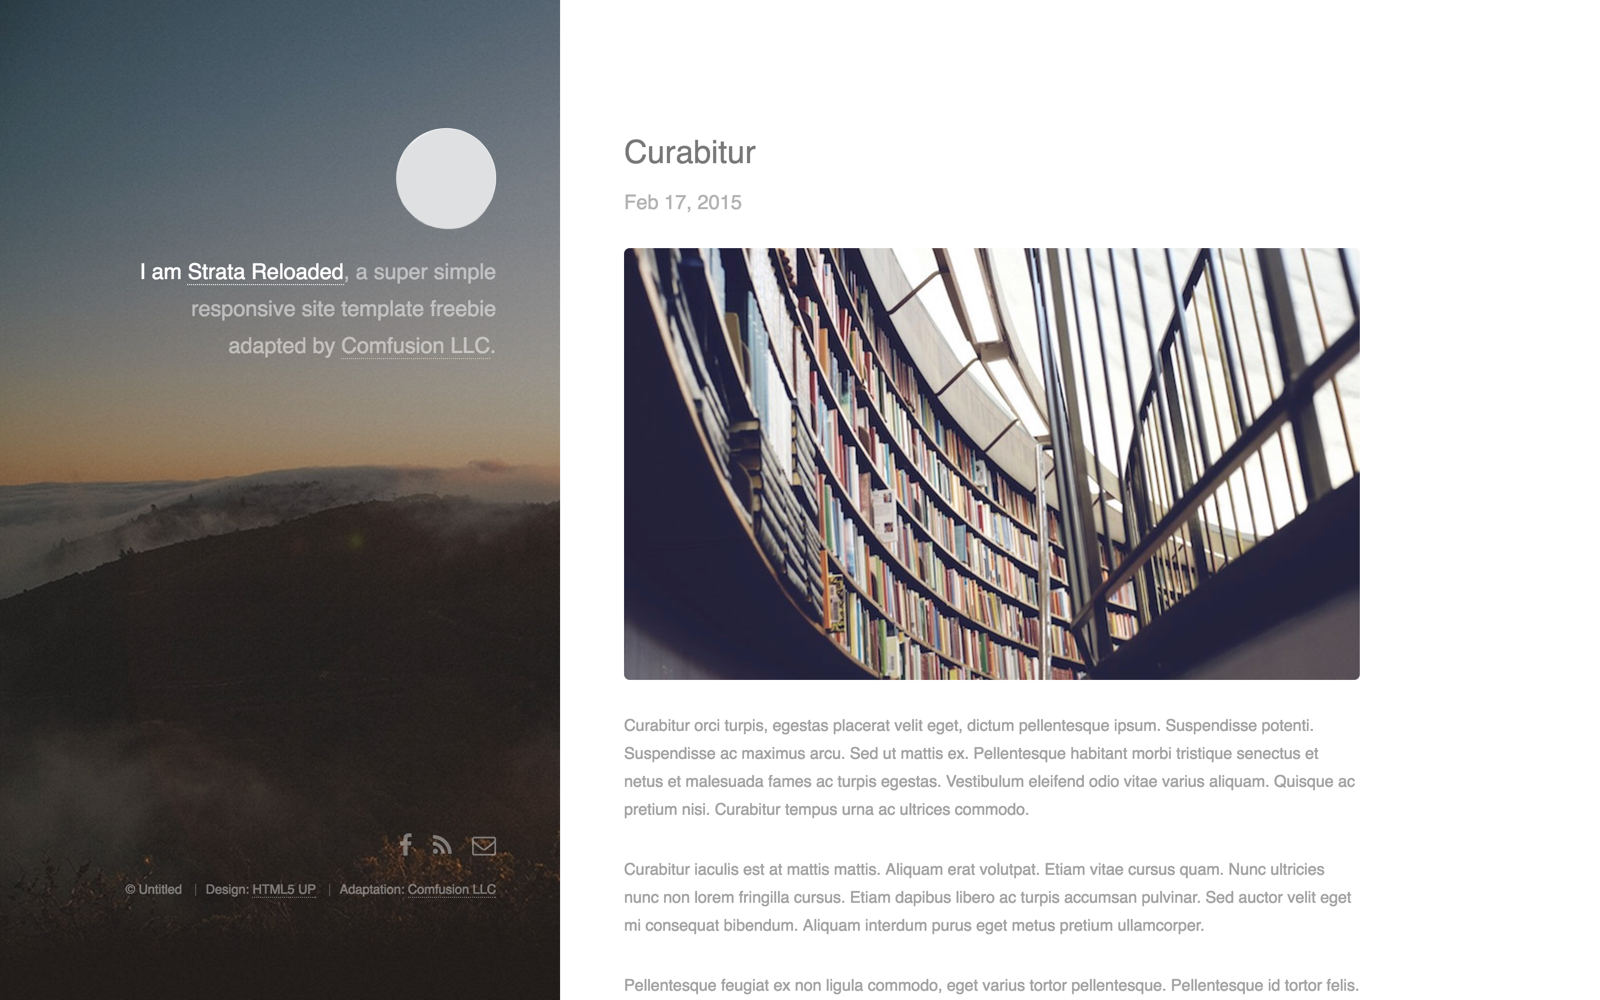 I am Strata Reloaded, a super simple
responsive site template freebie
adapted by Comfusion LLC.
© Untitled | Design: HTML5 UP | Adaptation: Comfusion LLC
Curabitur
Feb 17, 2015
Curabitur orci turpis, egestas placerat velit eget, dictum pellentesque ipsum. Suspendisse potenti.
Suspendisse ac maximus arcu. Sed ut mattis ex. Pellentesque habitant morbi tristique senectus et
netus et malesuada fames ac turpis egestas. Vestibulum eleifend odio vitae varius aliquam. Quisque ac
pretium nisi. Curabitur tempus urna ac ultrices commodo.
Curabitur iaculis est at mattis mattis. Aliquam erat volutpat. Etiam vitae cursus quam. Nunc ultricies
nunc non lorem fringilla cursus. Etiam dapibus libero ac turpis accumsan pulvinar. Sed auctor velit eget
mi consequat bibendum. Aliquam interdum purus eget metus pretium ullamcorper.
Pellentesque feugiat ex non ligula commodo, eget varius tortor pellentesque. Pellentesque id tortor felis.